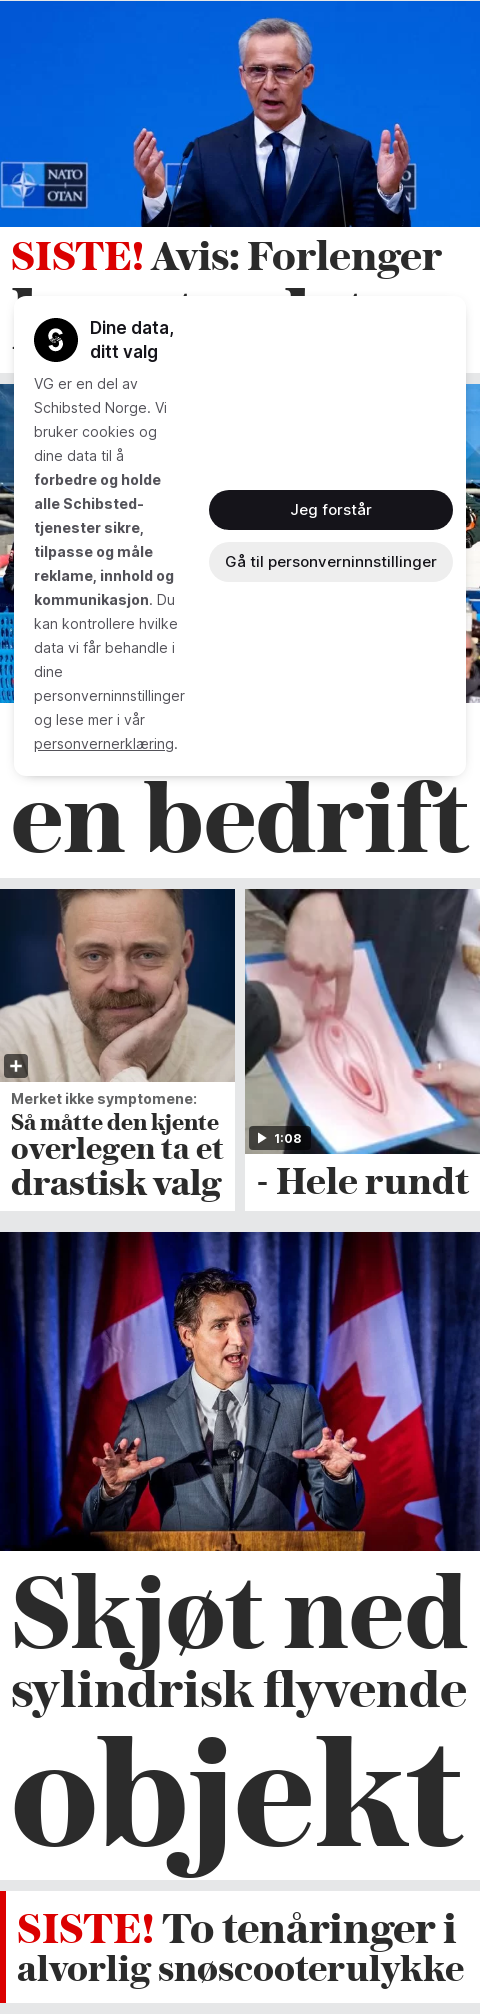 NATO
OTAN
SISTE! Avis: Forlenger
Dine data,
ditt valg
VG er en del av
Schibsted Norge. Vi
bruker cookies og
dine data til å
forbedre og holde
alle Schibsted-
tjenester sikre,
tilpasse og måle
reklame, innhold og
kommunikasjon. Du
kan kontrollere hvilke
data vi får behandle i
dine
personverninnstillinger
og lese mer i vår
personvernerklæring.
Jeg forstår
Gå til personverninnstillinger
en bedrift
Merket ikke symptomene:
Så måtte den kjente
overlegen ta et
drastisk valg
1:08
- Hele rundt
Skjøt ned
sylindrisk flyvende
objekt
SISTE! To tenåringer i
alvorlig snøscooterulykke